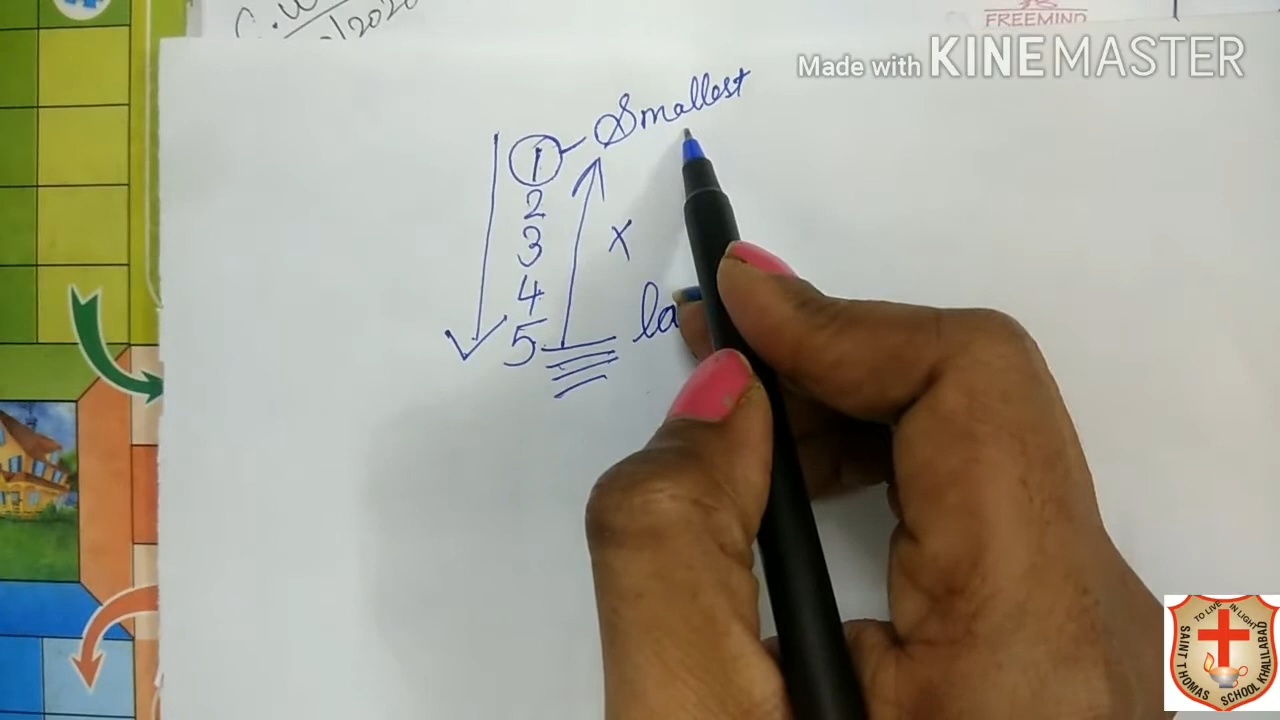 C.W
/2020
FREEMIND
Made with KINEMASTER
1 Smallest
2
3 x
4
5 la
TO LIVE IN LIGHT
SAINT THOMAS SCHOOL KHALILABAD